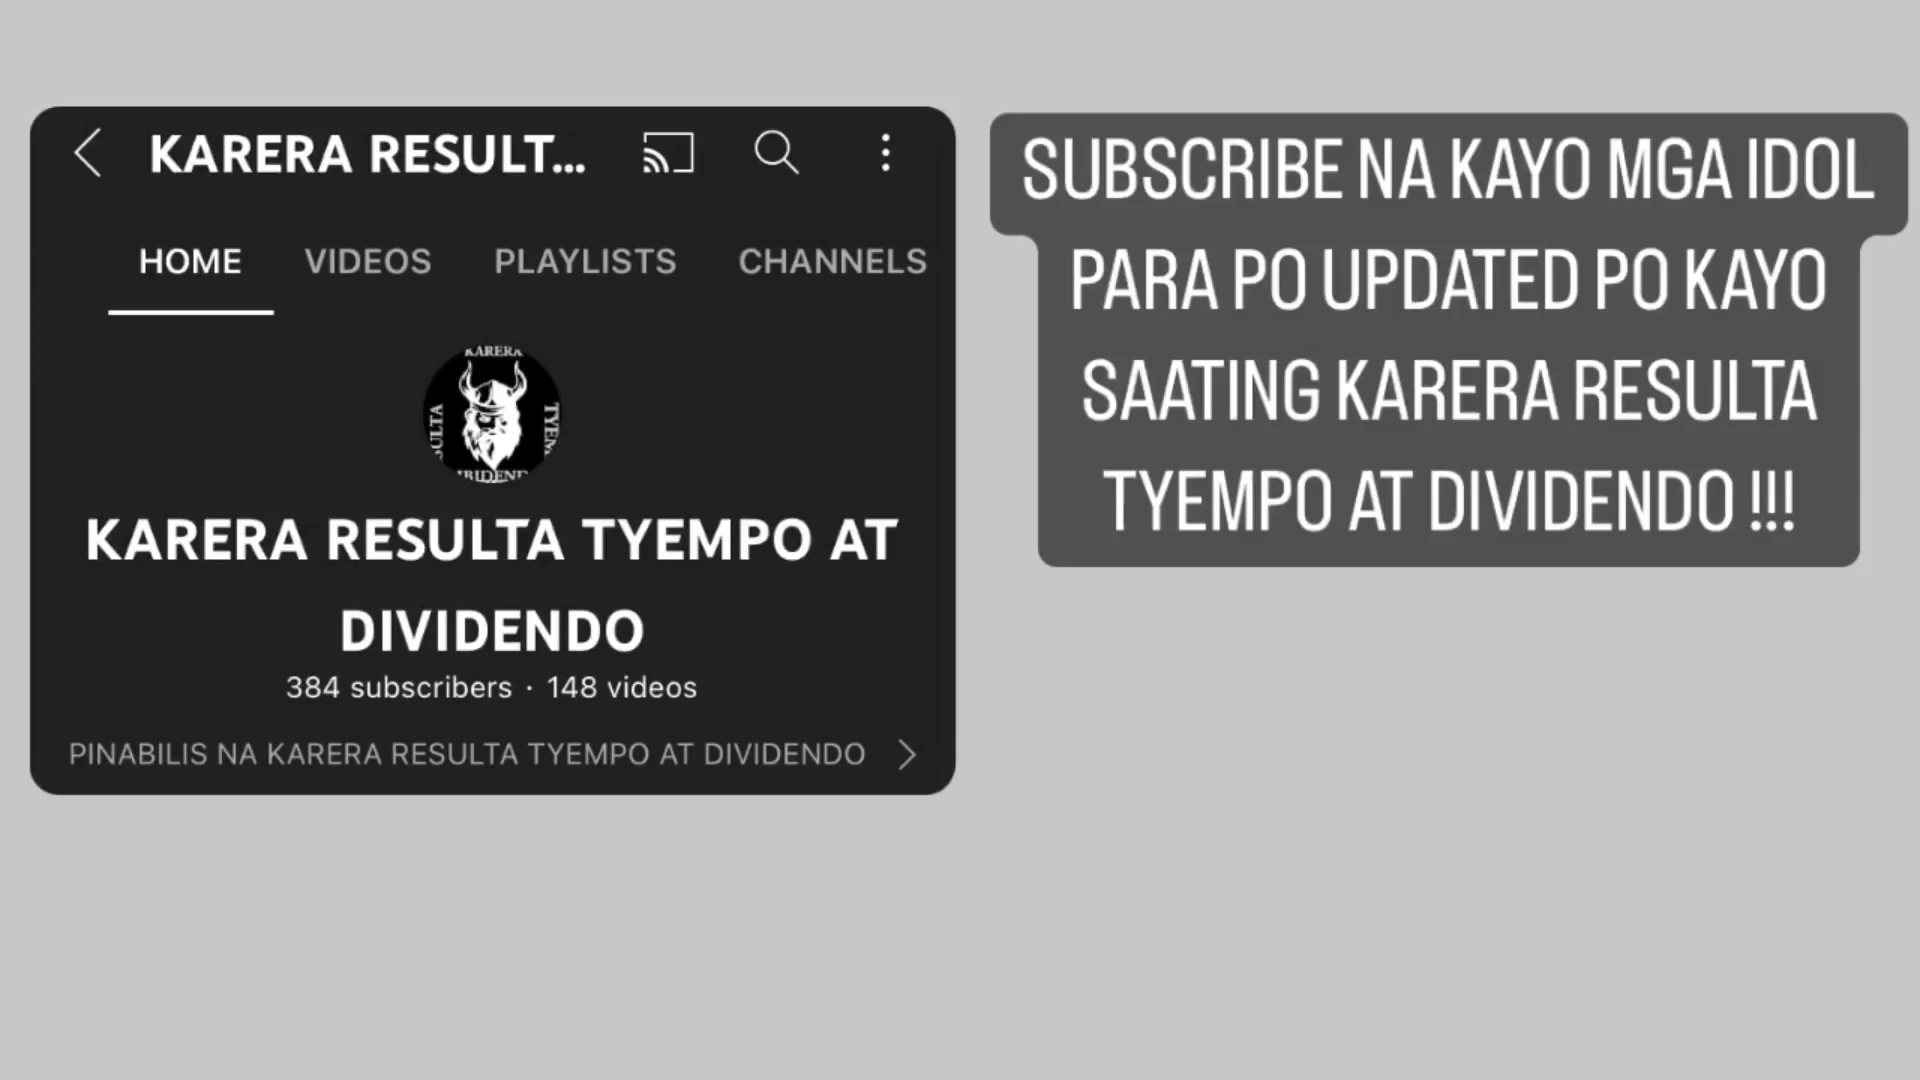 KARERA RESULT...
HOME VIDEOS PLAYLISTS CHANNELS
KARERA
KARERA RESULTA TYEMPO AT
DIVIDENDO
384 subscribers · 148 videos
PINABILIS NA KARERA RESULTA TYEMPO AT DIVIDENDO
SUBSCRIBE NA KAYO MGA IDOL
PARA PO UPDATED PO KAYO
SAATING KARERA RESULTA
TYEMPO AT DIVIDENDO !!!